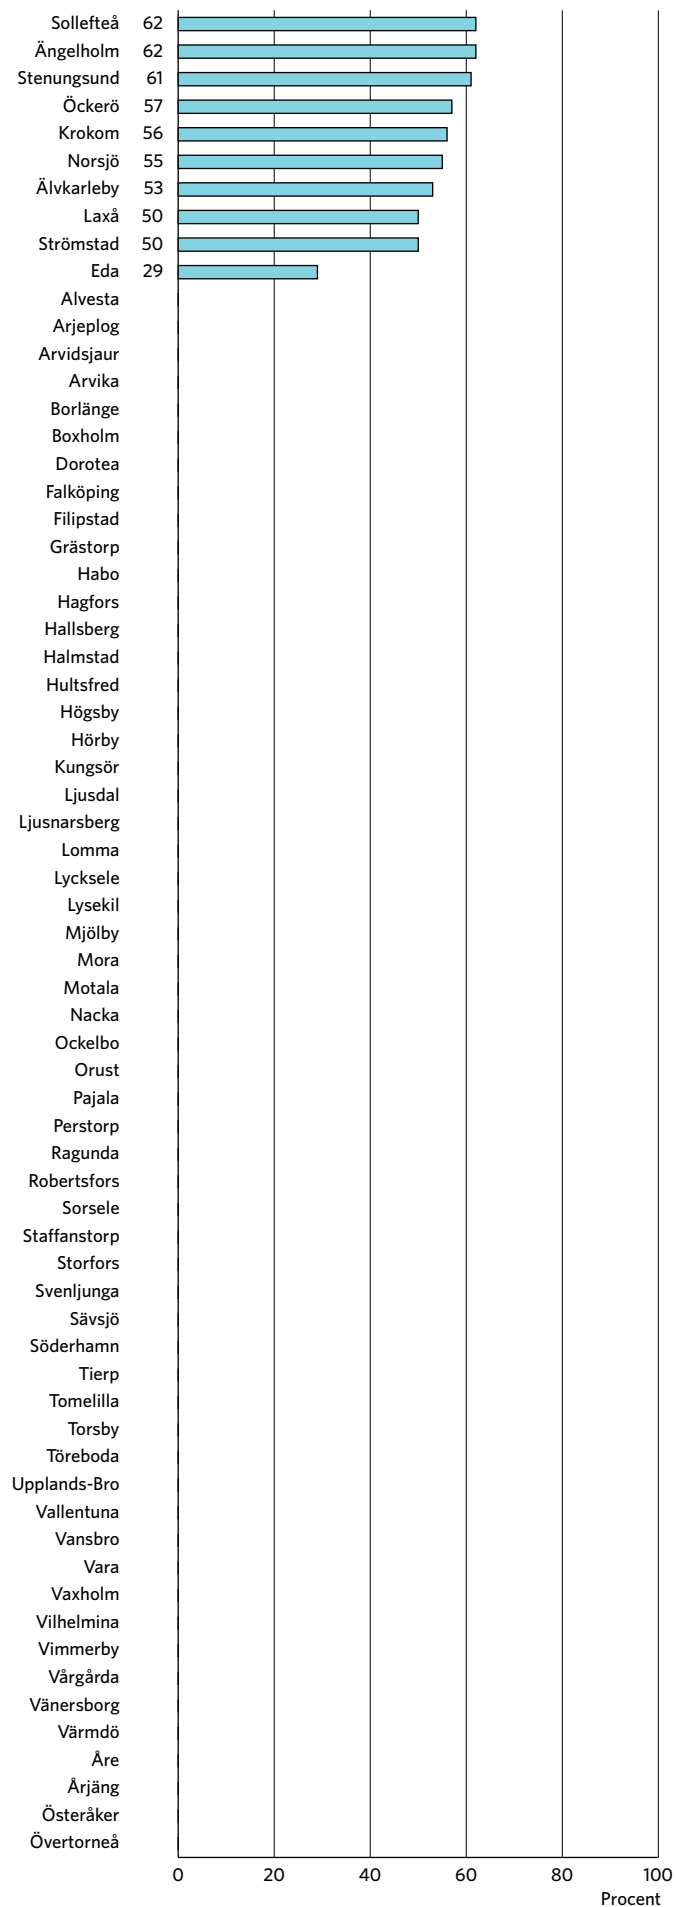 Sollefteå 62
Ängelholm 62
Stenungsund 61
Öckerö 57
Krokom 56
Norsjö 55
Älvkarleby 53
Laxå 50
Strömstad 50
Eda 29
Alvesta
Arjeplog
Arvidsjaur
Arvika
Borlänge
Boxholm
Dorotea
Falköping
Filipstad
Grästorp
Habo
Hagfors
Hallsberg
Halmstad
Hultsfred
Högsby
Hörby
Kungsör
Ljusdal
Ljusnarsberg
Lomma
Lycksele
Lysekil
Mjölby
Mora
Motala
Nacka
Ockelbo
Orust
Pajala
Perstorp
Ragunda
Robertsfors
Sorsele
Staffanstorp
Storfors
Svenljunga
Sävsjö
Söderhamn
Tierp
Tomelilla
Torsby
Töreboda
Upplands-Bro
Vallentuna
Vansbro
Vara
Vaxholm
Vilhelmina
Vimmerby
Vårgårda
Vänersborg
Värmdö
Åre
Årjäng
Österåker
Övertorneå
0 20 40 60 80 100
Procent